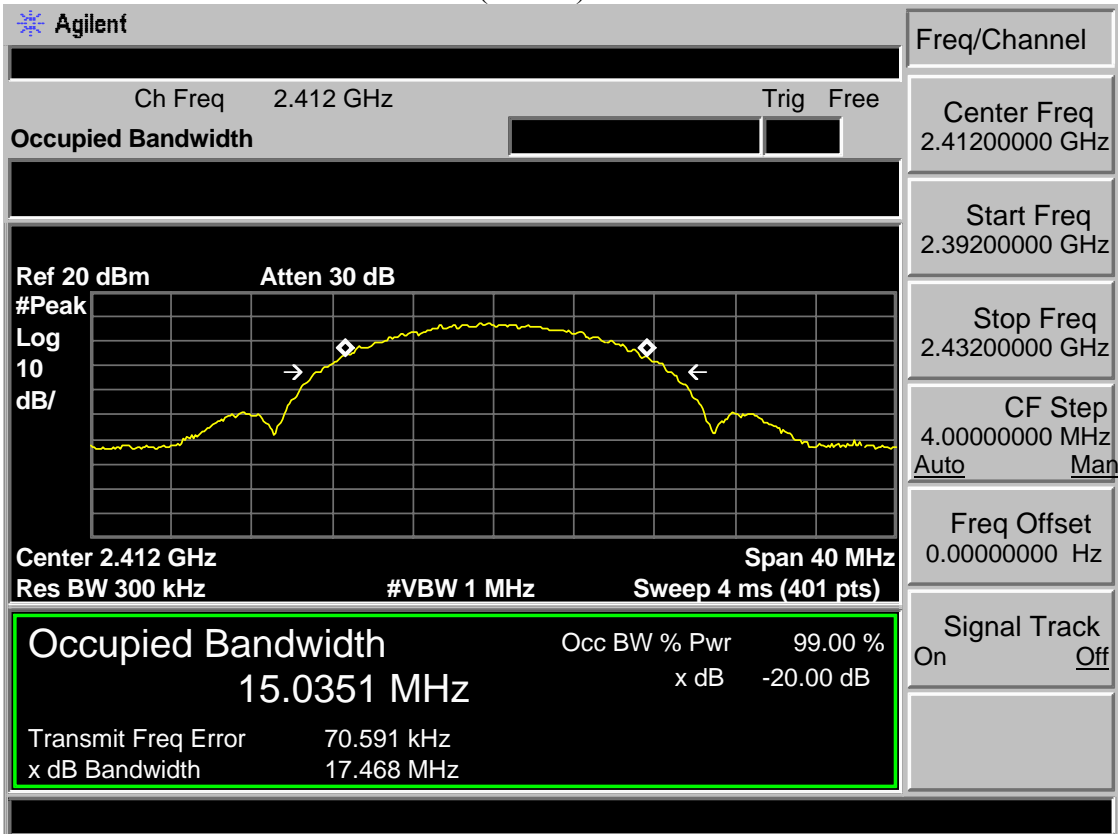 Agilent
Freq/Channel
Ch Freq 2.412 GHz Trig Free
Occupied Bandwidth
Center Freq
2.41200000 GHz
Start Freq
2.39200000 GHz
Stop Freq
2.43200000 GHz
CF Step
4.00000000 MHz
Auto Man
Freq Offset
0.00000000 Hz
Signal Track
On Off
Ref 20 dBm Atten 30 dB
#Peak
Log
10
dB/
Center 2.412 GHz Span 40 MHz
Res BW 300 kHz #VBW 1 MHz Sweep 4 ms (401 pts)
Occupied Bandwidth Occ BW % Pwr 99.00 %
15.0351 MHz x dB -20.00 dB
Transmit Freq Error 70.591 kHz
x dB Bandwidth 17.468 MHz